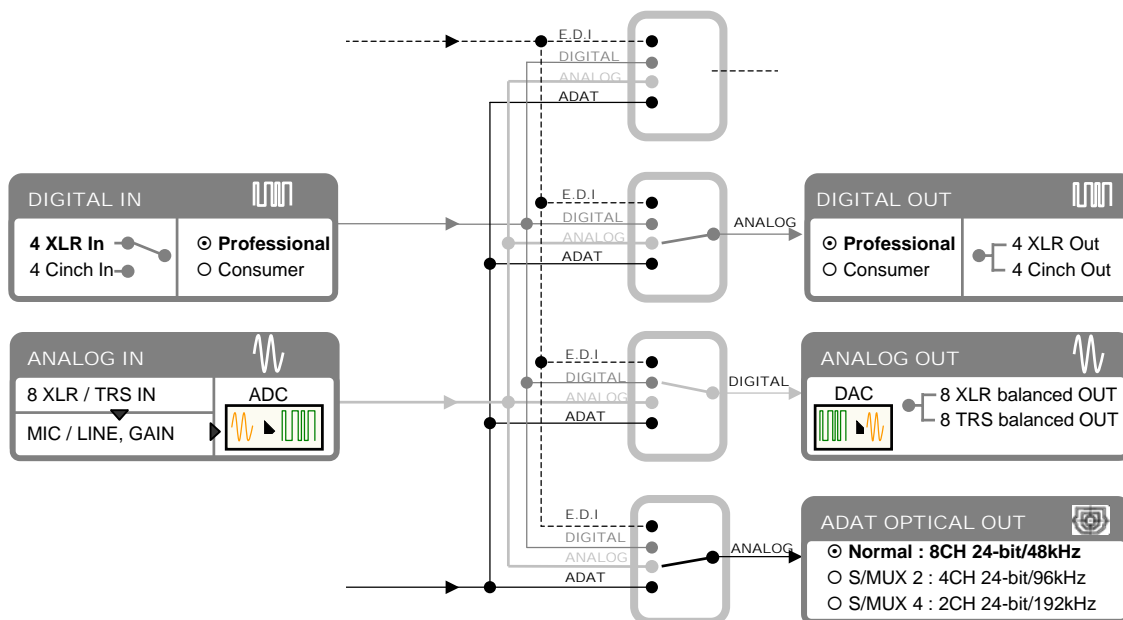 E.D.I
DIGITAL
ANALOG
ADAT
DIGITAL IN
4 XLR In
4 Cinch In
Professional
Consumer
E.D.I
DIGITAL
ANALOG
ADAT
ANALOG
DIGITAL OUT
Professional
Consumer
4 XLR Out
4 Cinch Out
ANALOG IN
8 XLR / TRS IN
MIC / LINE, GAIN
ADC
E.D.I
DIGITAL
ANALOG
ADAT
DIGITAL
ANALOG OUT
DAC
8 XLR balanced OUT
8 TRS balanced OUT
E.D.I
DIGITAL
ANALOG
ADAT
ANALOG
ADAT OPTICAL OUT
Normal : 8CH 24-bit/48kHz
S/MUX 2 : 4CH 24-bit/96kHz
S/MUX 4 : 2CH 24-bit/192kHz